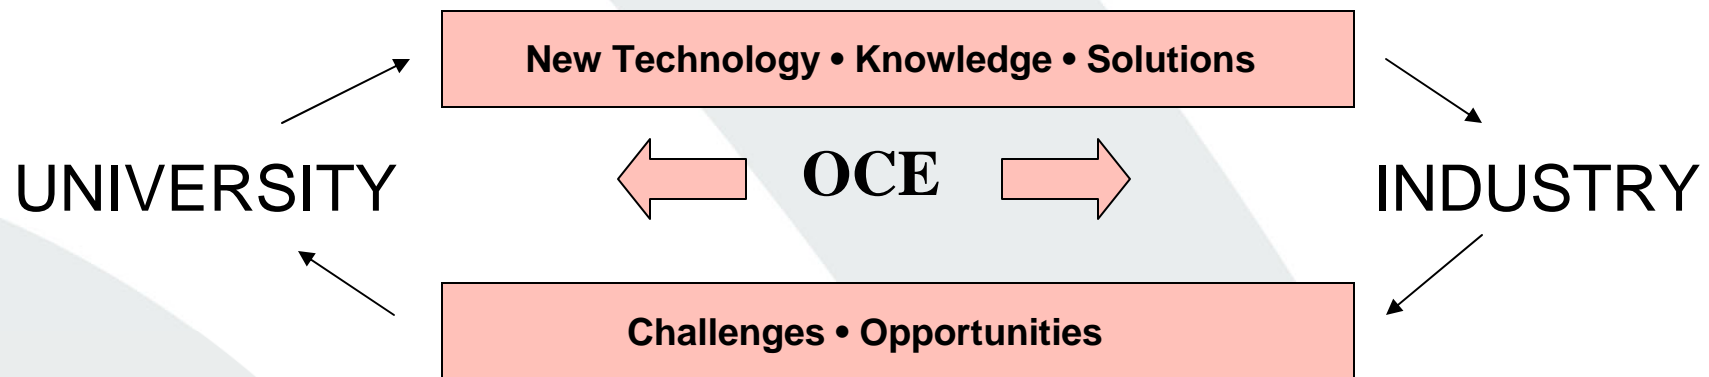 New Technology • Knowledge • Solutions
UNIVERSITY
OCE
INDUSTRY
Challenges • Opportunities